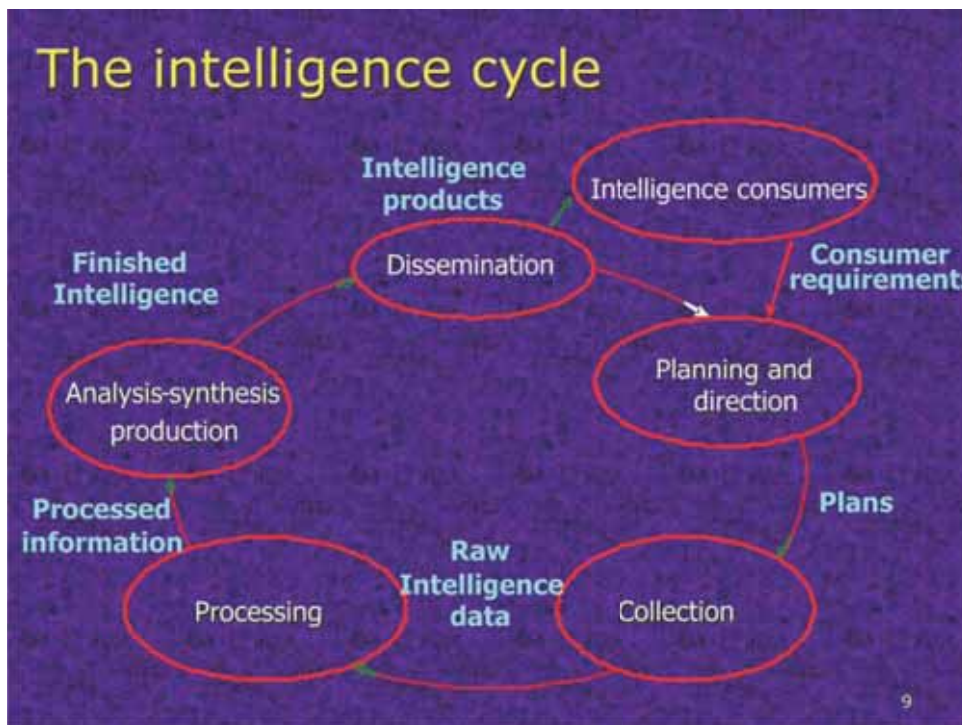 The intelligence cycle
Intelligence
products
Intelligence consumers
Finished
Intelligence
Dissemination
Consumer
requirements
Analysis-synthesis
production
Planning and
direction
Processed
information
Raw
Intelligence
data
Plans
Processing
Collection
9